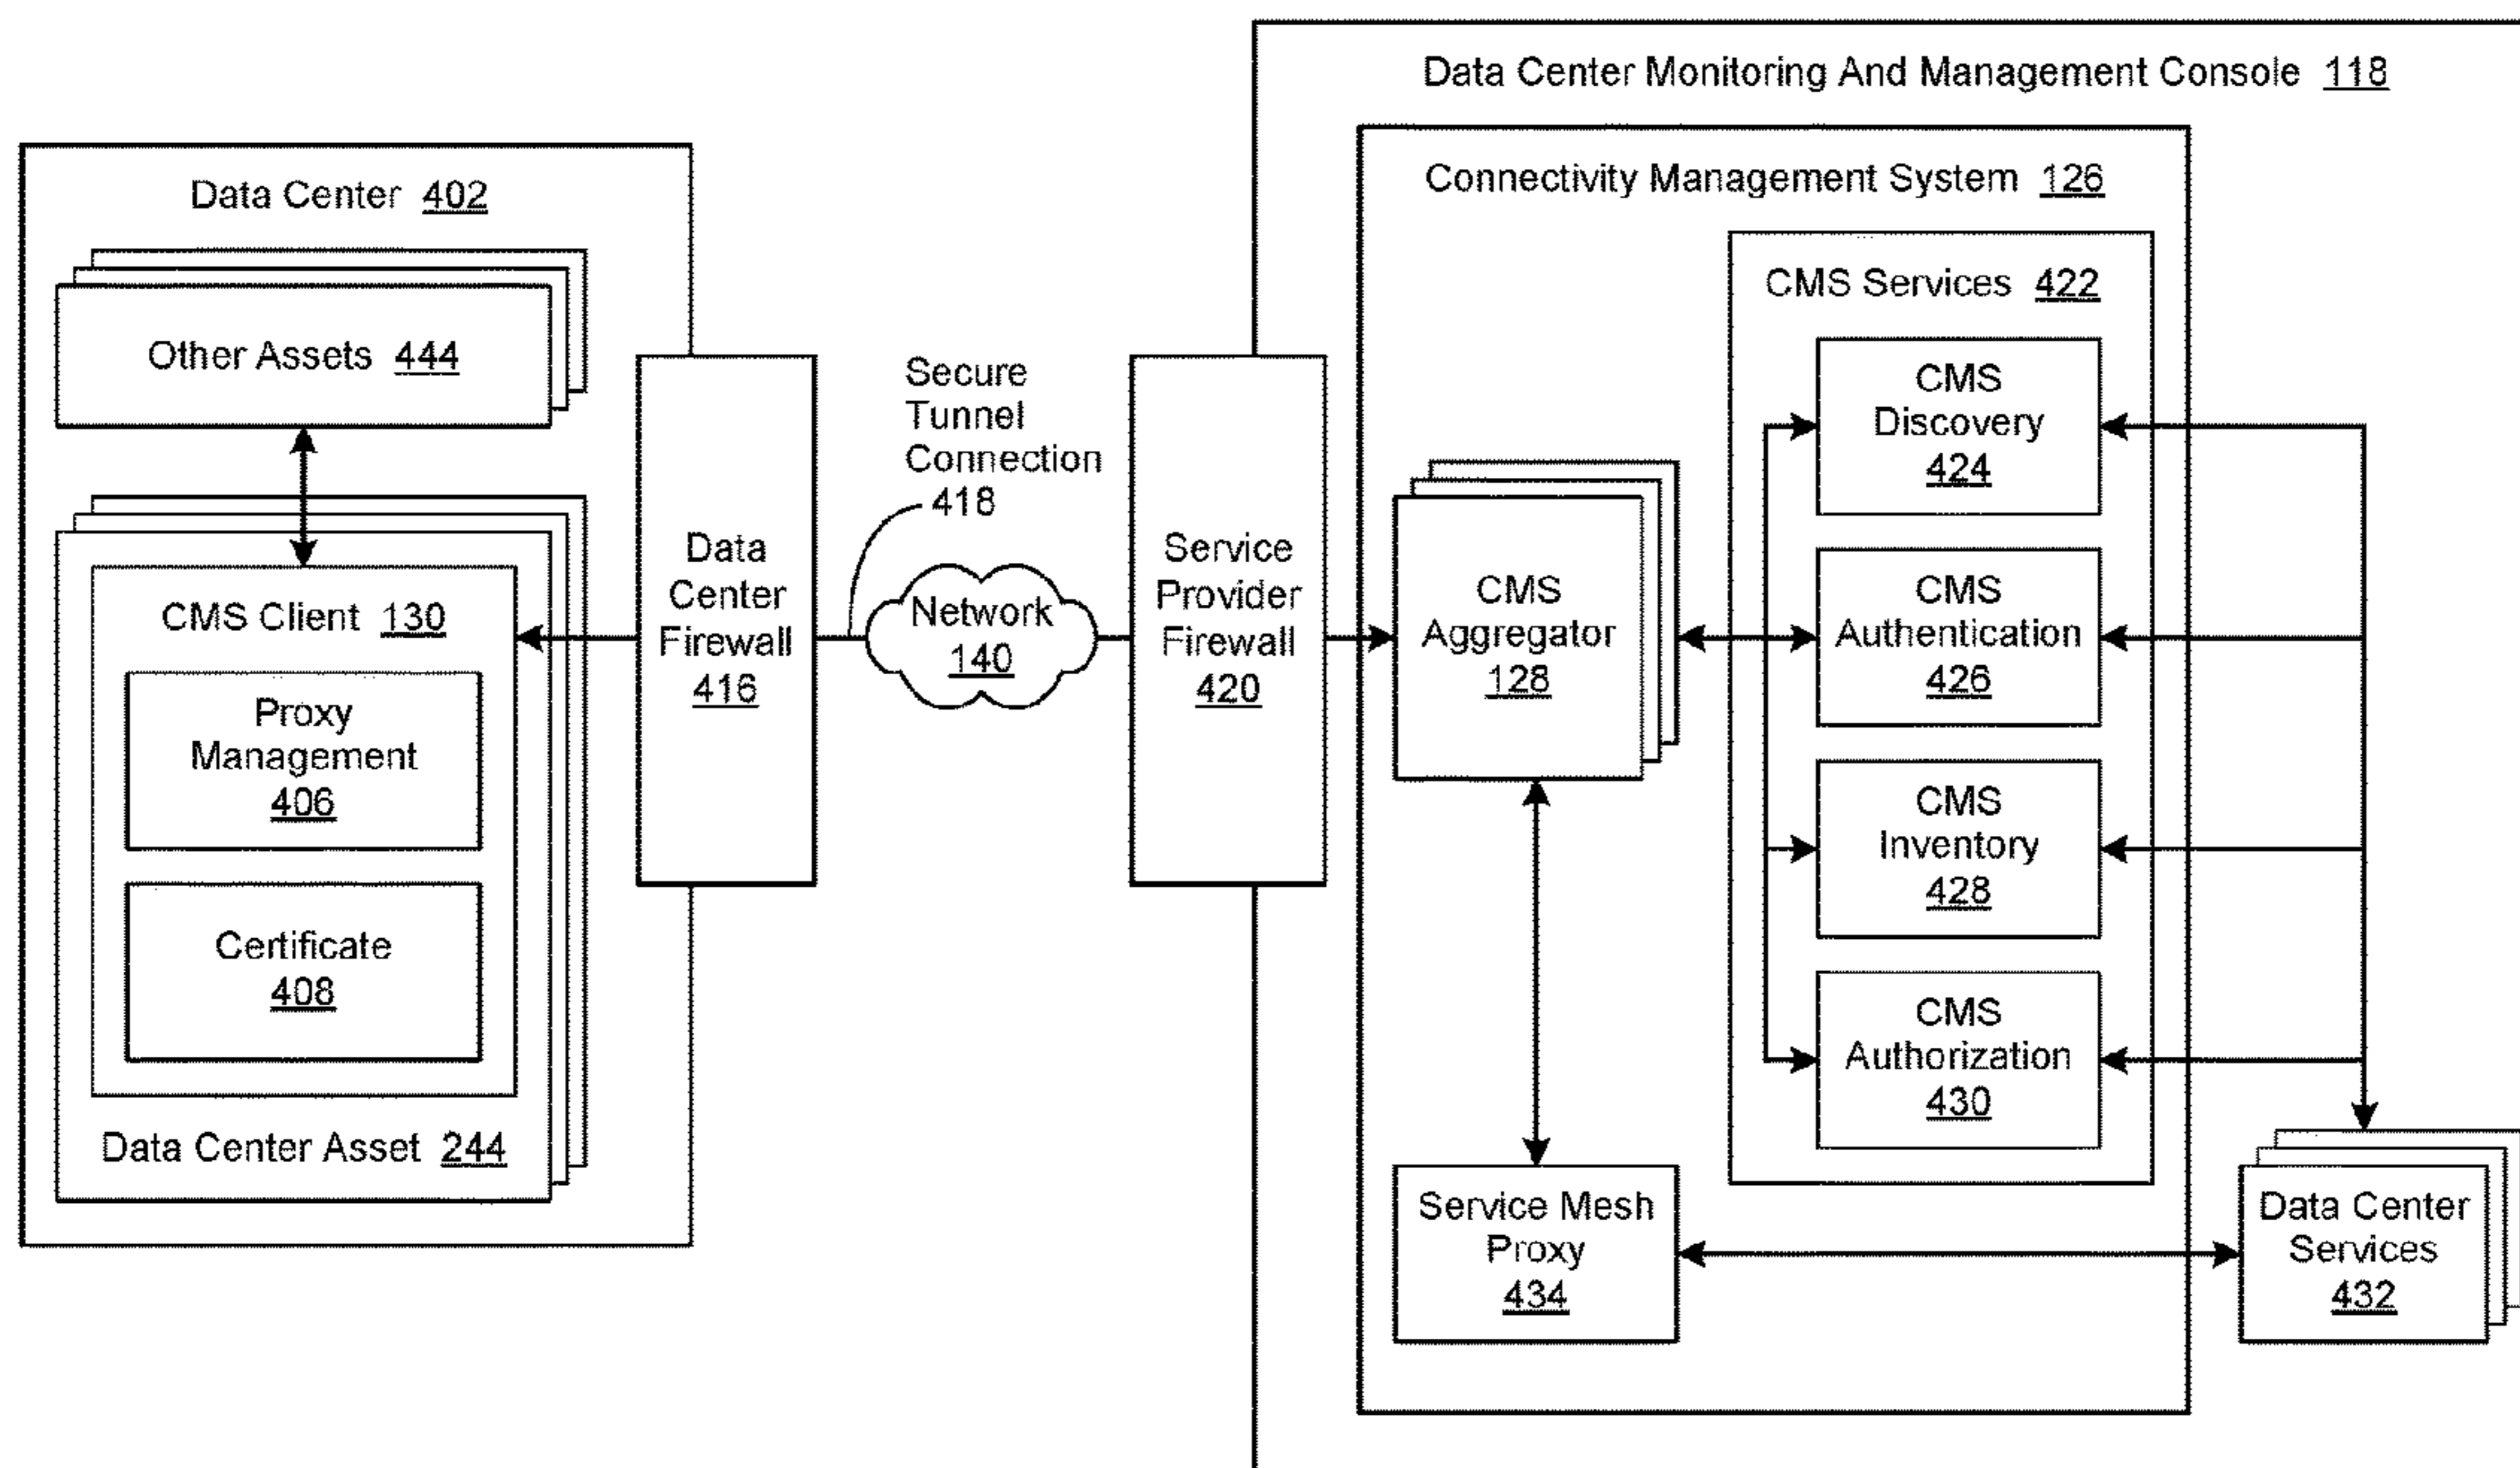 Data Center Monitoring And Management Console 118
Connectivity Management System 126
Data Center 402
Other Assets 444
CMS Client 130
Proxy
Management
406
Certificate
408
Data Center Asset 244
Data
Center
Firewall
416
Secure
Tunnel
Connection
418
Network
140
Service
Provider
Firewall
420
CMS
Aggregator
128
CMS Services 422
CMS
Discovery
424
CMS
Authentication
426
CMS
Inventory
428
CMS
Authorization
430
Service Mesh
Proxy
434
Data Center
Services
432